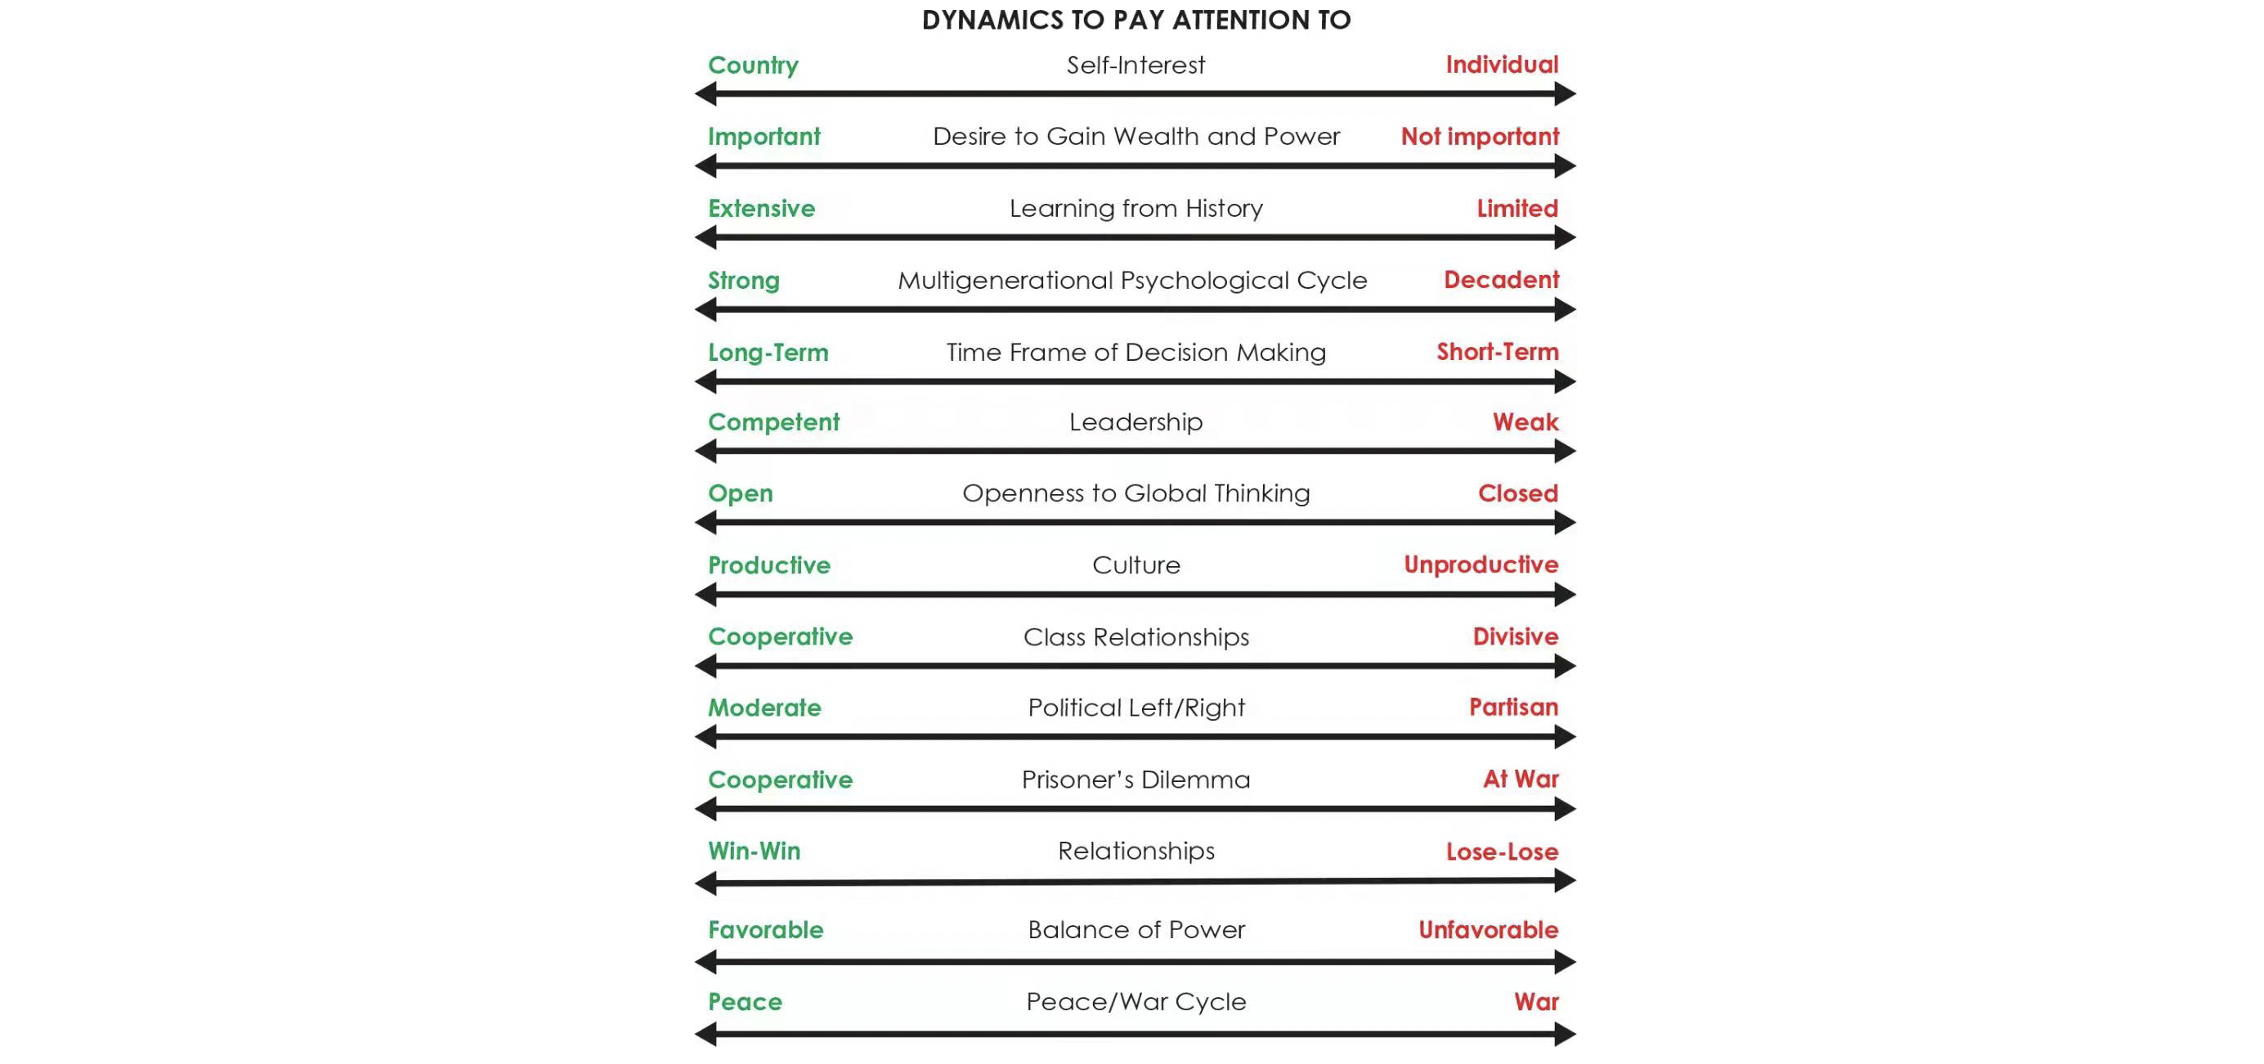 DYNAMICS TO PAY ATTENTION TO
Country Self-Interest Individual
Important Desire to Gain Wealth and Power Not important
Extensive Learning from History Limited
Strong Multigenerational Psychological Cycle Decadent
Long-Term Time Frame of Decision Making Short-Term
Competent Leadership Weak
Open Openness to Global Thinking Closed
Productive Culture Unproductive
Cooperative Class Relationships Divisive
Moderate Political Left/Right Partisan
Cooperative Prisoner’s Dilemma At War
Win-Win Relationships Lose-Lose
Favorable Balance of Power Unfavorable
Peace Peace/War Cycle War